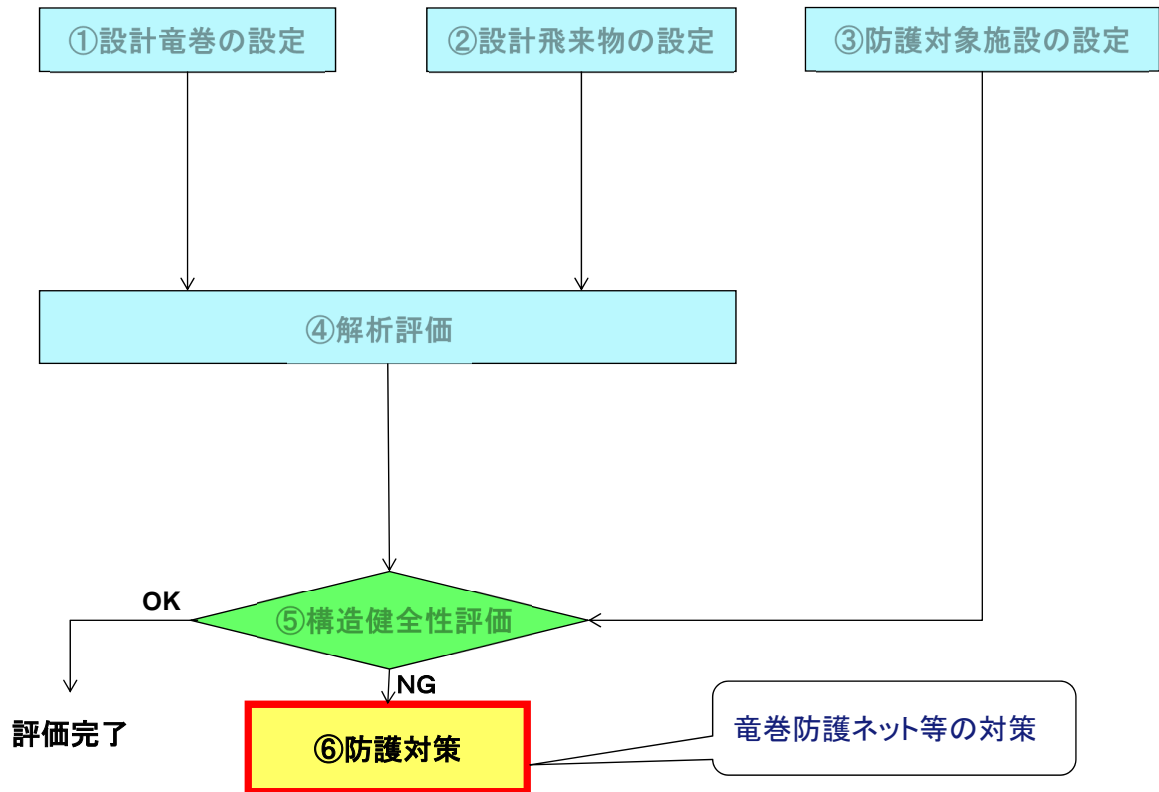 ①設計竜巻の設定
②設計飛来物の設定
③防護対象施設の設定
④解析評価
OK
⑤構造健全性評価
NG
評価完了
⑥防護対策
竜巻防護ネット等の対策